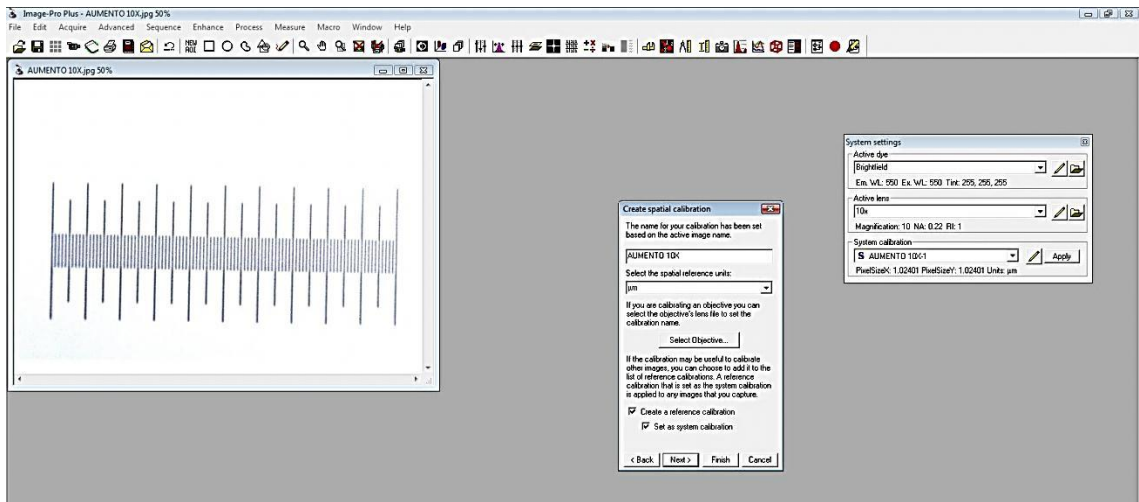 Image-Pro Plus - AUMENTO 10X.jpg 50%
File Edit Acquire Advanced Sequence Enhance Process Measure Macro Window Help
NEW
AOI
AUMENTO 10X.jpg 50%
Create spatial calibration
The name for your calibration has been set
based on the active image name.
AUMENTO 10X
Select the spatial reference units:
µm
If you are calibrating an objective you can
select the objective's lens file to set the
calibration name.
Select Objective...
If the calibration may be useful to calibrate
other images, you can choose to add it to the
list of reference calibrations. A reference
calibration that is set as the system calibration
is applied to any images that you capture.
Create a reference calibration
Set as system calibration
< Back Next > Finish Cancel
System settings
Active dye
Brightfield
Em. WL: 550 Ex. WL: 550 Tint: 255, 255, 255
Active lens
10x
Magnification: 10 NA: 0.22 RI: 1
System calibration
S AUMENTO 10X-1
Apply
PixelSizeX: 1.02401 PixelSizeY: 1.02401 Units: µm